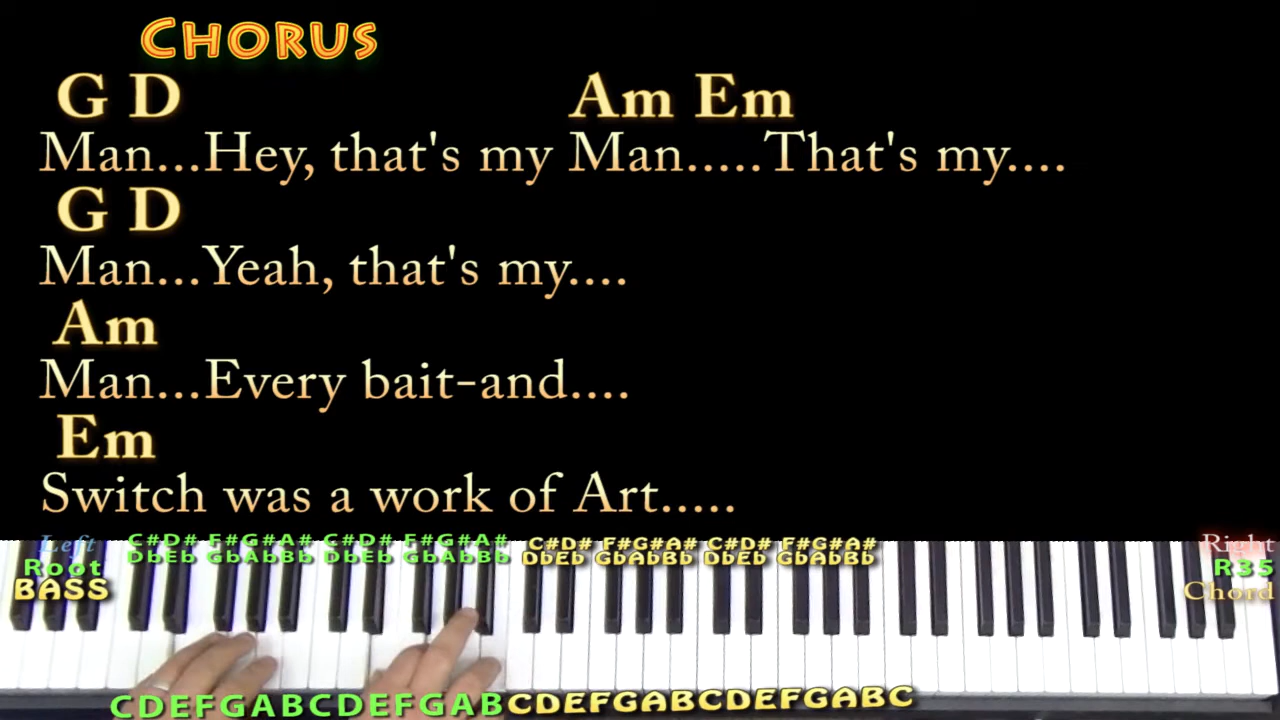 CHORUS
G D Am Em
Man...Hey, that's my Man.....That's my....
G D
Man...Yeah, that's my....
Am
Man...Every bait-and....
Em
Switch was a work of Art.....
Left C#D# F#G#A# C#D# F#G#A# C#D# F#G#A# C#D# F#G#A# Right
Root DbEb GbAbBb DbEb GbAbBb DbEb GbAbBb DbEb GbAbBb R35
BASS Chord
CDEFGABCDEFGABCDEFGABCDEFGABC